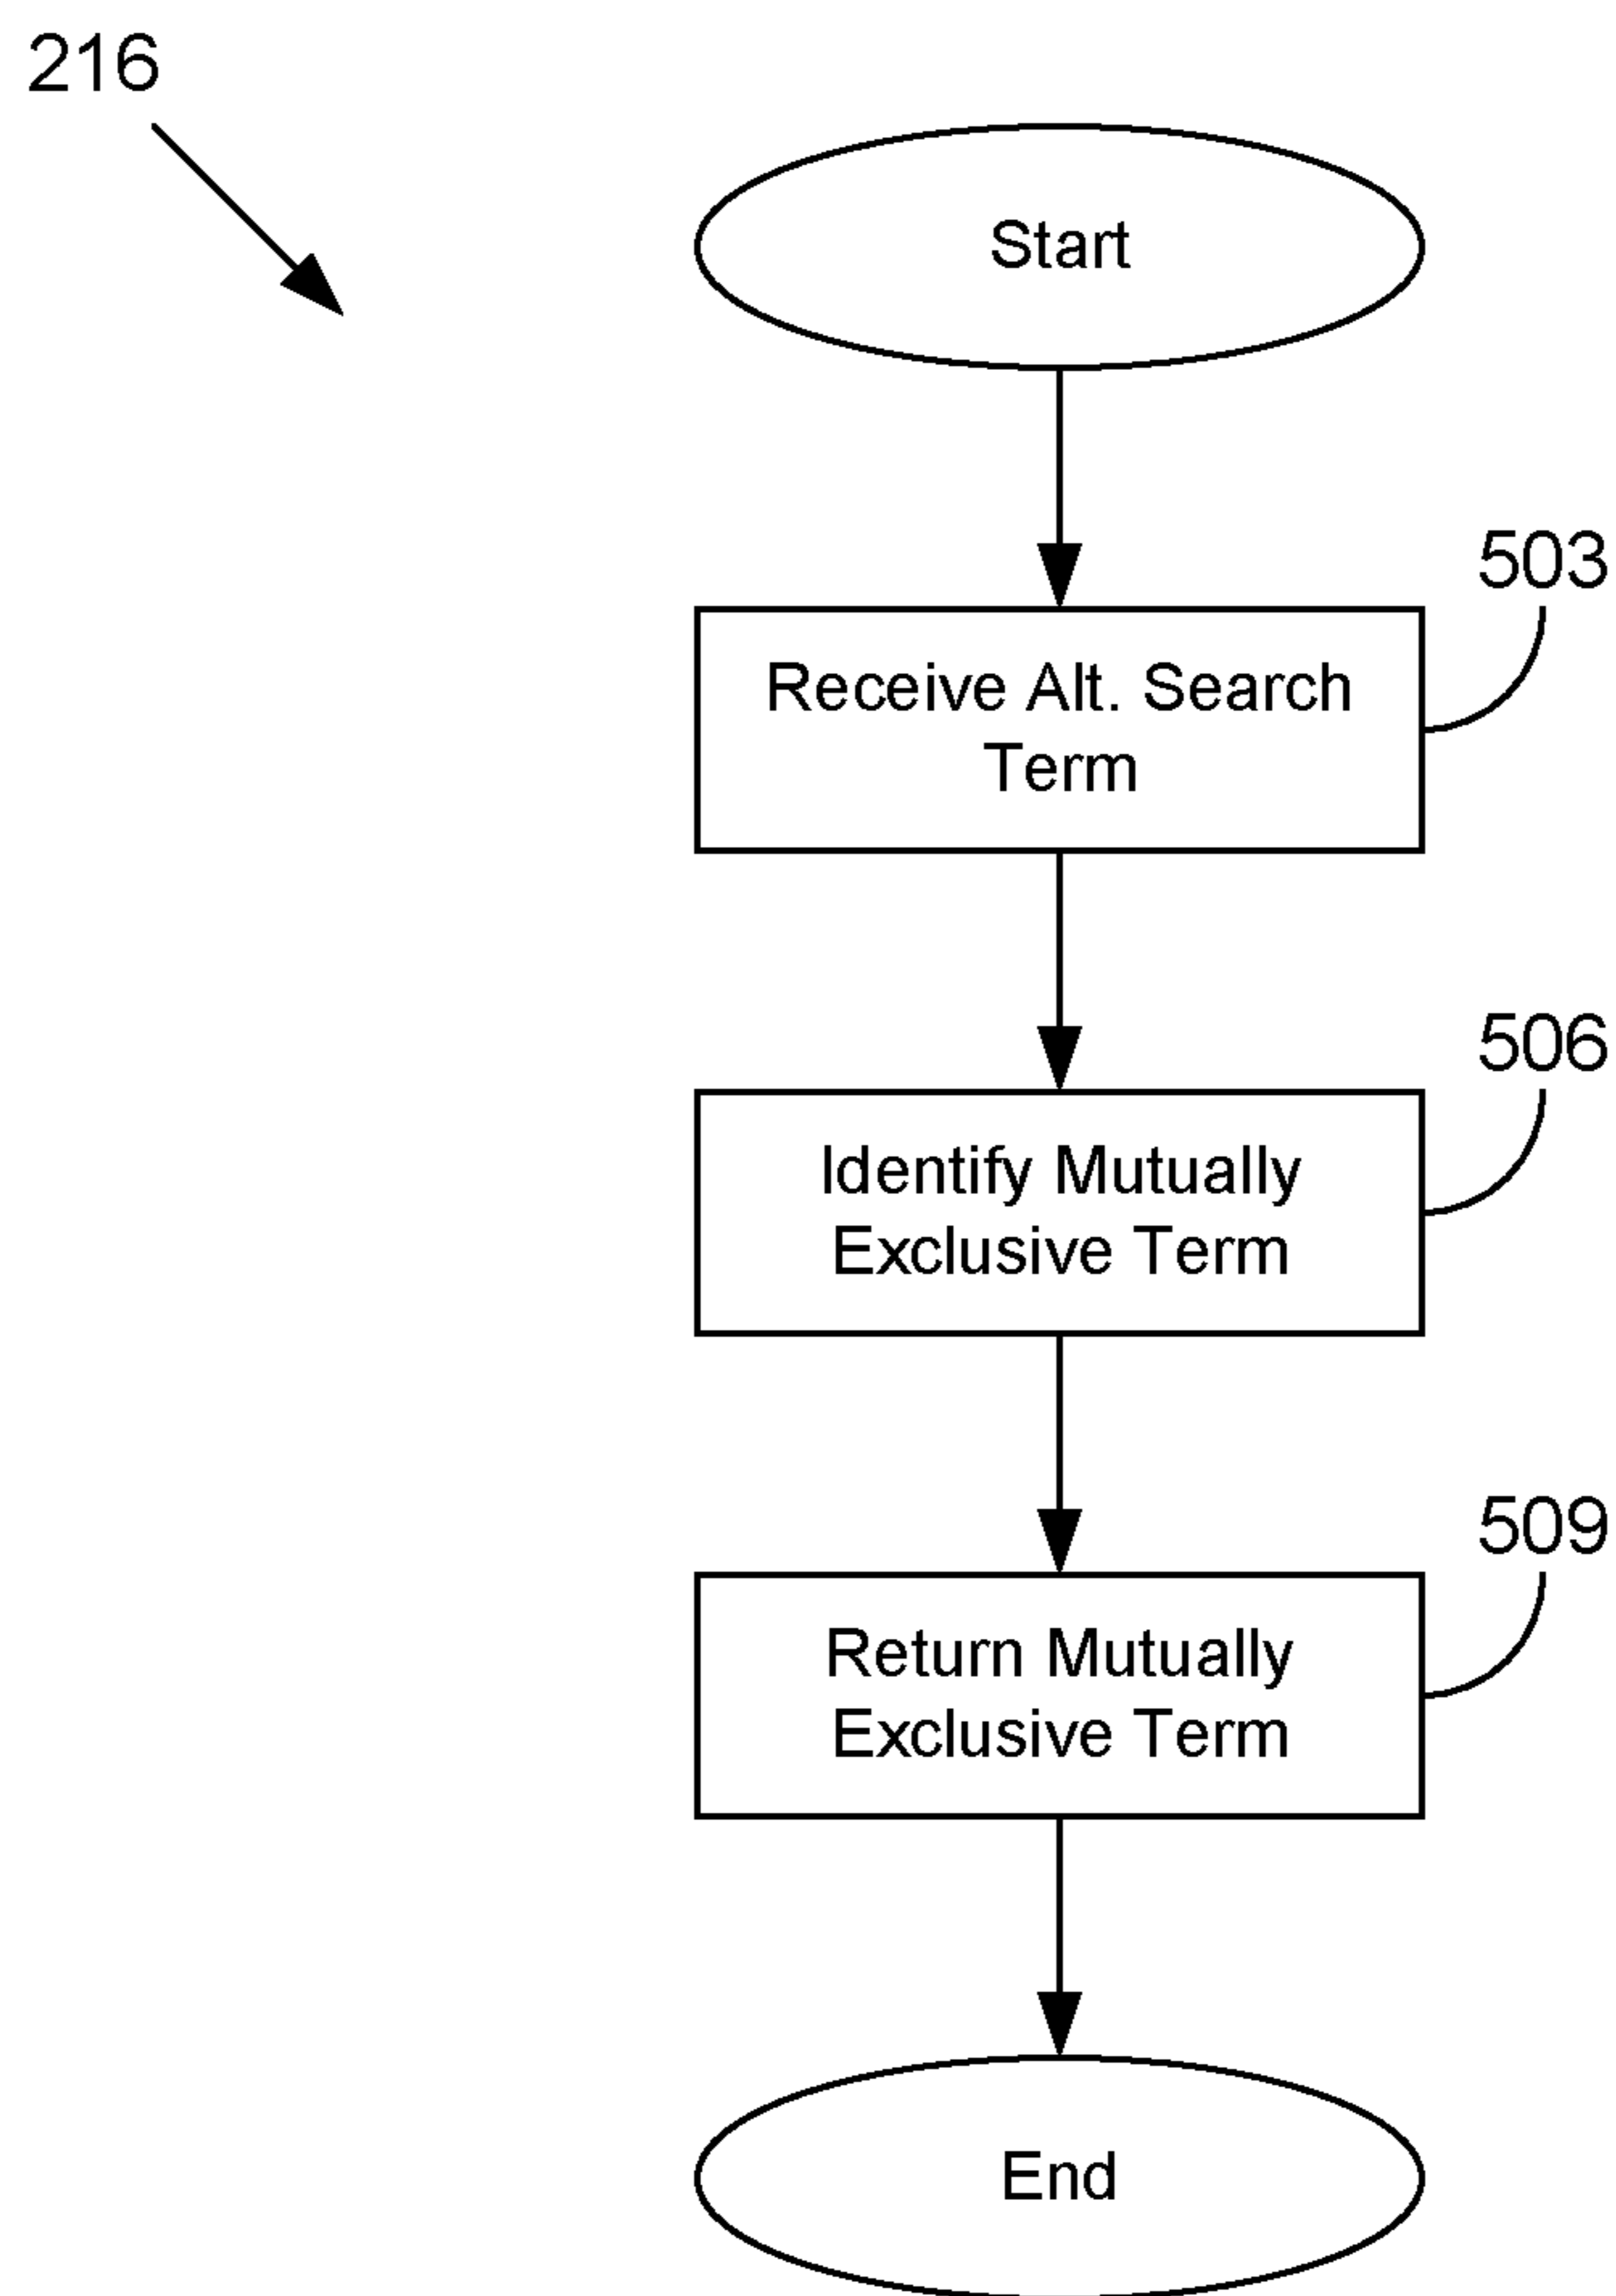 216
Start
503
Receive Alt. Search
Term
506
Identify Mutually
Exclusive Term
509
Return Mutually
Exclusive Term
End